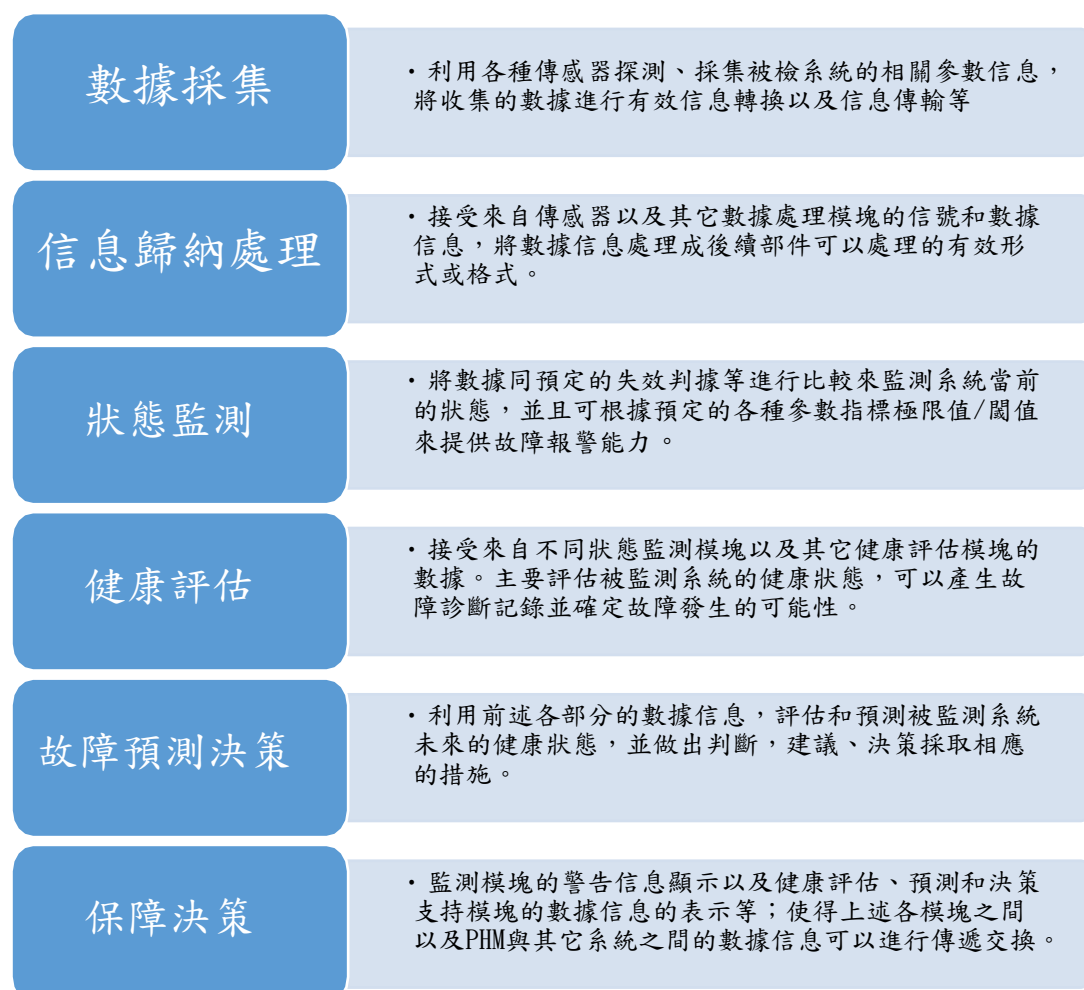 數據採集
・利用各種傳感器探測、採集被檢系統的相關參數信息，
將收集的數據進行有效信息轉換以及信息傳輸等
信息歸納處理
・接受來自傳感器以及其它數據處理模塊的信號和數據
信息，將數據信息處理成後續部件可以處理的有效形
式或格式。
狀態監測
・將數據同預定的失效判據等進行比較來監測系統當前
的狀態，並且可根據預定的各種參數指標極限值/閾值
來提供故障報警能力。
健康評估
・接受來自不同狀態監測模塊以及其它健康評估模塊的
數據。主要評估被監測系統的健康狀態，可以產生故
障診斷記錄並確定故障發生的可能性。
故障預測決策
・利用前述各部分的數據信息，評估和預測被監測系統
未來的健康狀態，並做出判斷，建議、決策採取相應
的措施。
保障決策
・監測模塊的警告信息顯示以及健康評估、預測和決策
支持模塊的數據信息的表示等；使得上述各模塊之間
以及PHM與其它系統之間的數據信息可以進行傳遞交換。